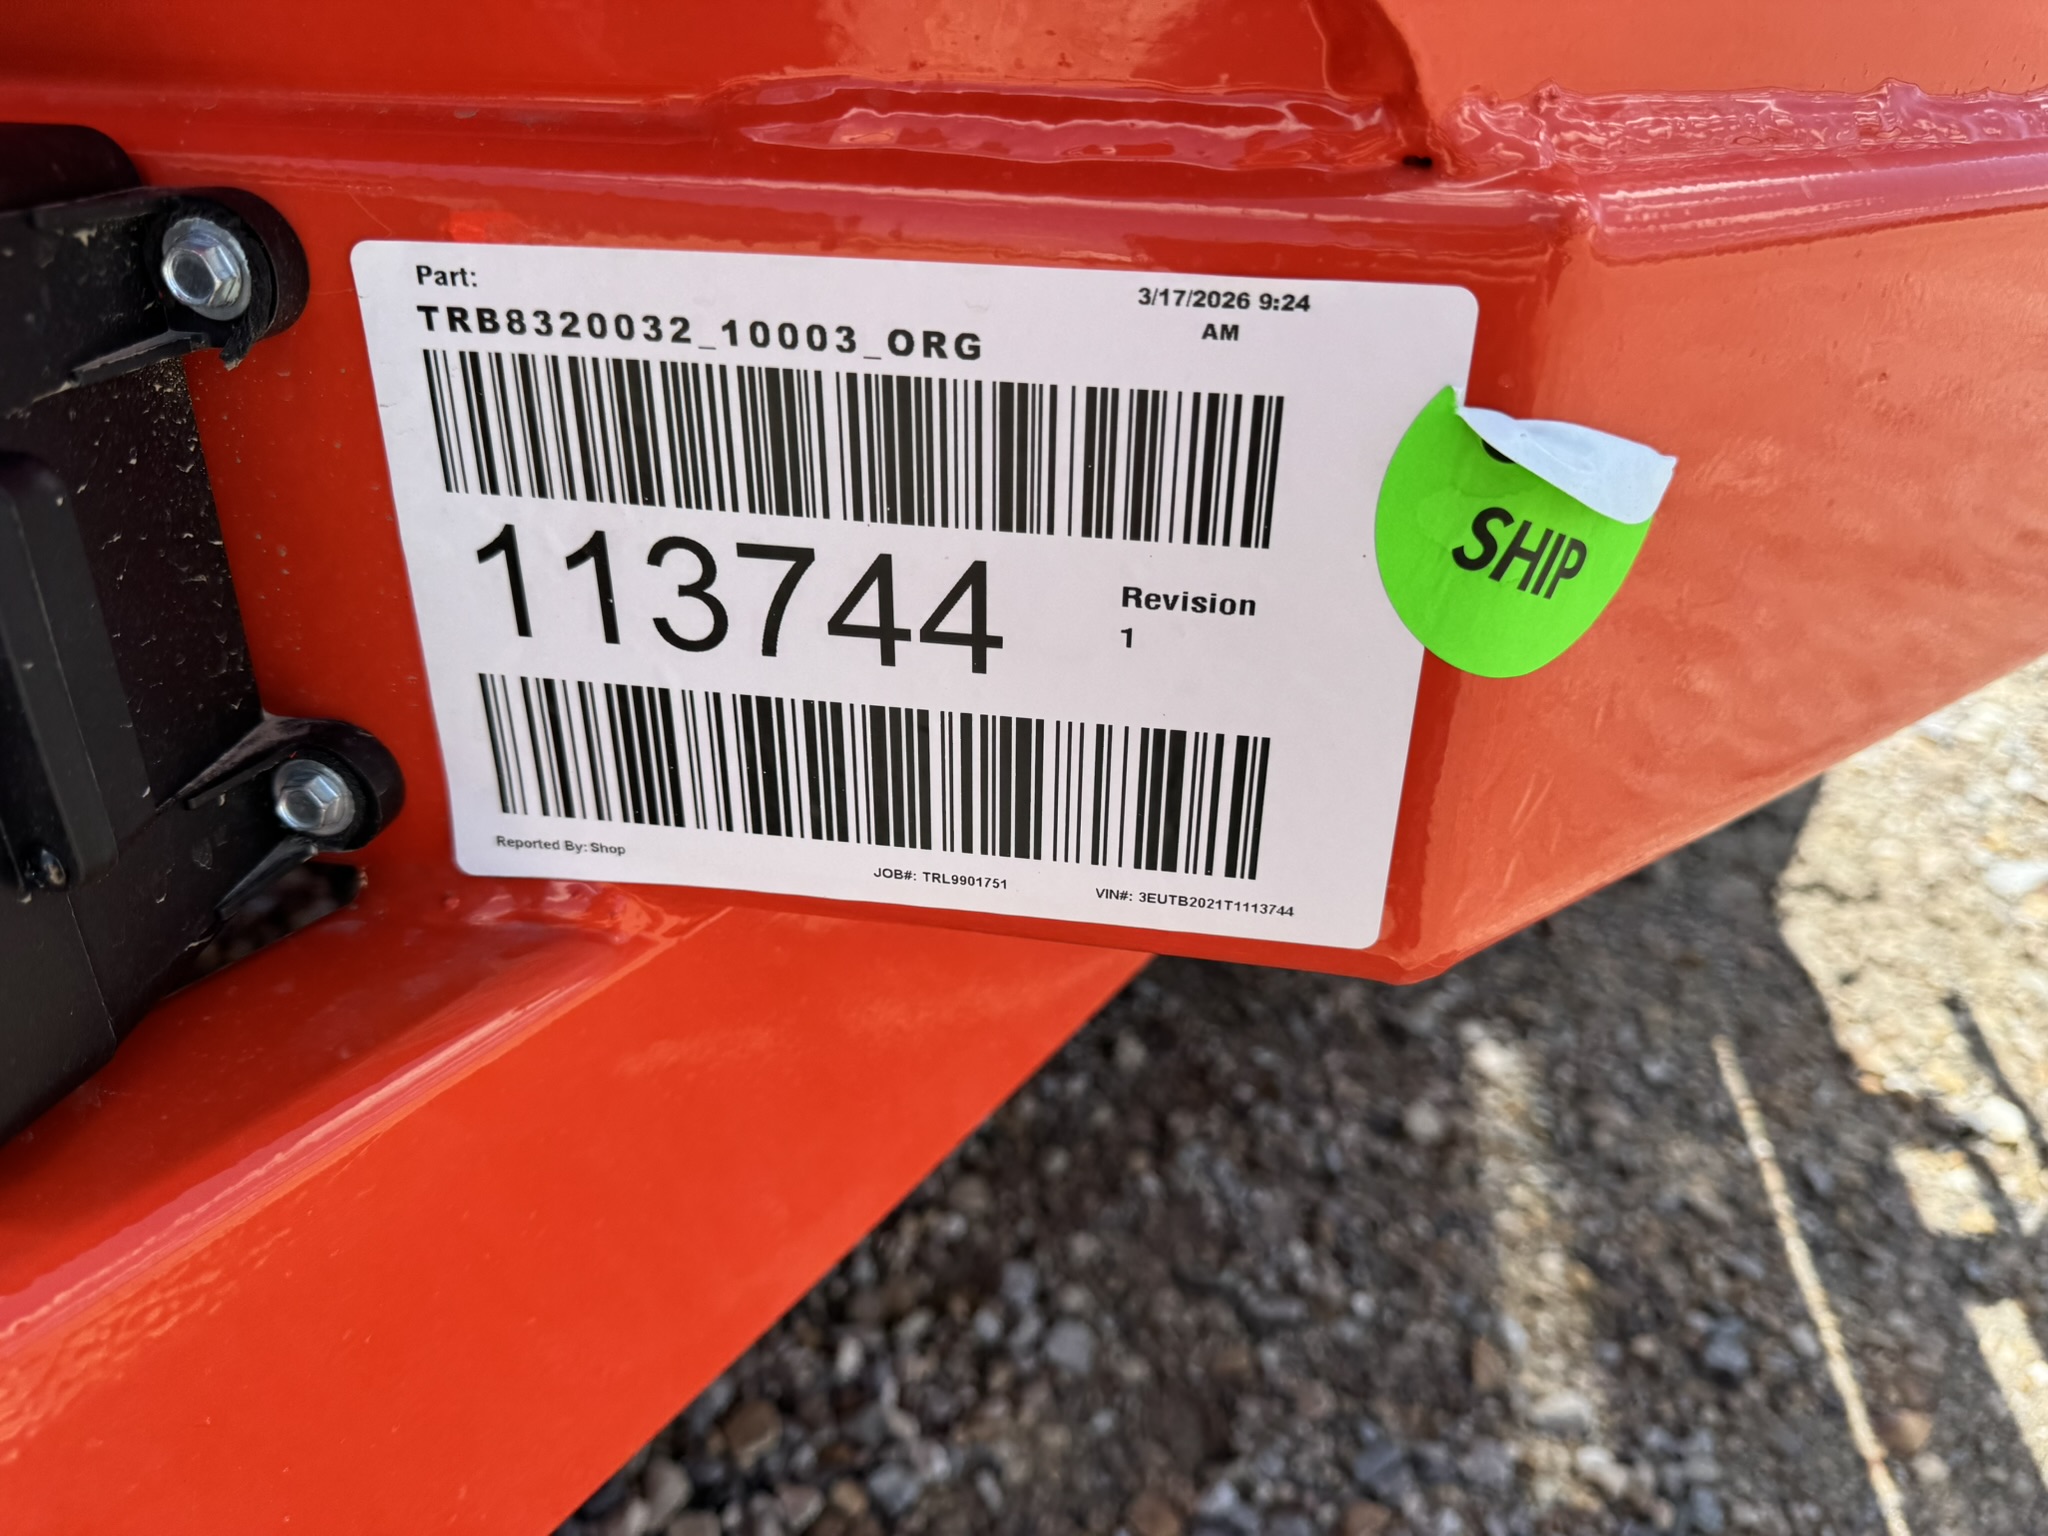 Part:
3/17/2026 9:24
AM
TRB8320032_10003_ORG
113744
Revision
1
SHIP
Reported By: Shop
JOB#: TRL9901751
VIN#: 3EUTB2021T1113744